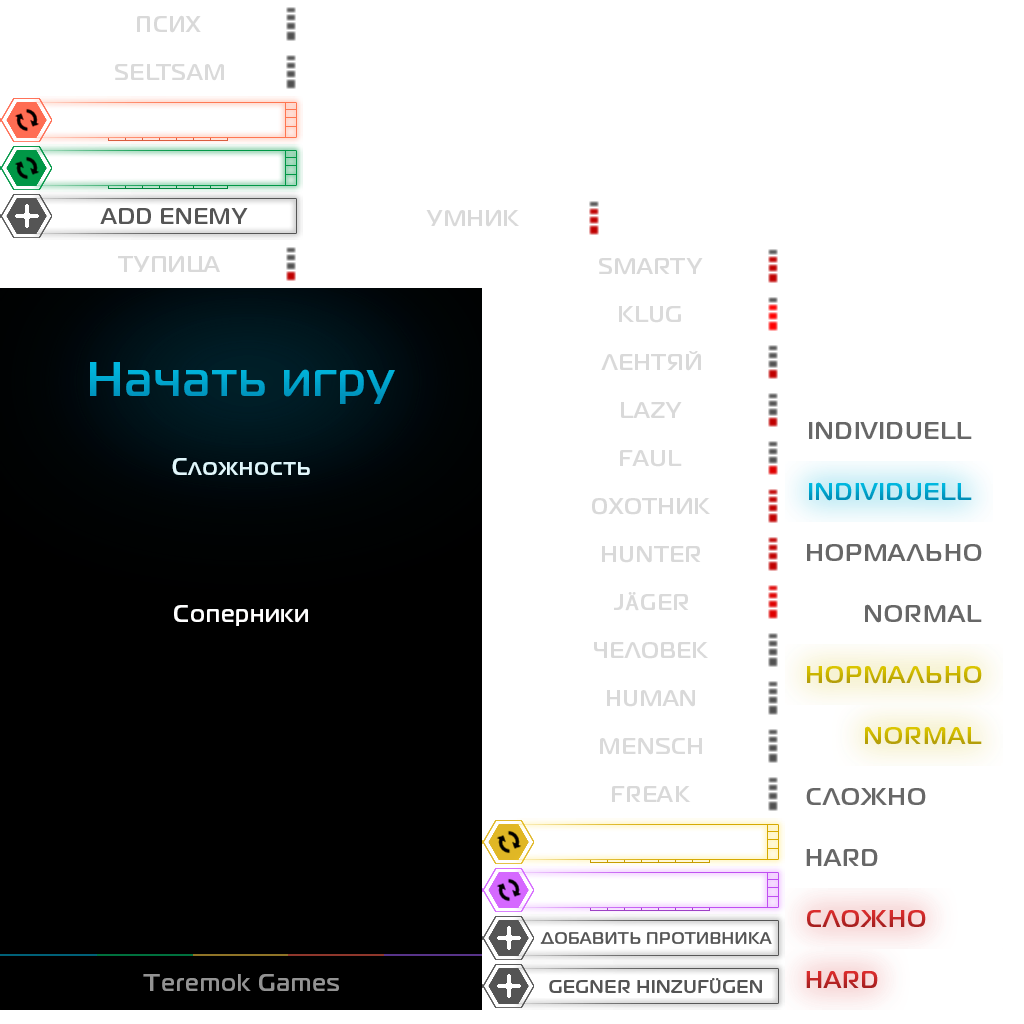 ПСИХ
SELTSAM
ADD ENEMY
ТУПИЦА
Начать игру
Сложность
Соперники
Teremok Games
УМНИК
SMARTY
KLUG
ЛЕНТЯЙ
LAZY
FAUL
ОХОТНИК
HUNTER
JÄGER
ЧЕЛОВЕК
HUMAN
MENSCH
FREAK
ДОБАВИТЬ ПРОТИВНИКА
GEGNER HINZUFÜGEN
INDIVIDUELL
INDIVIDUELL
НОРМАЛЬНО
NORMAL
НОРМАЛЬНО
NORMAL
СЛОЖНО
HARD
СЛОЖНО
HARD